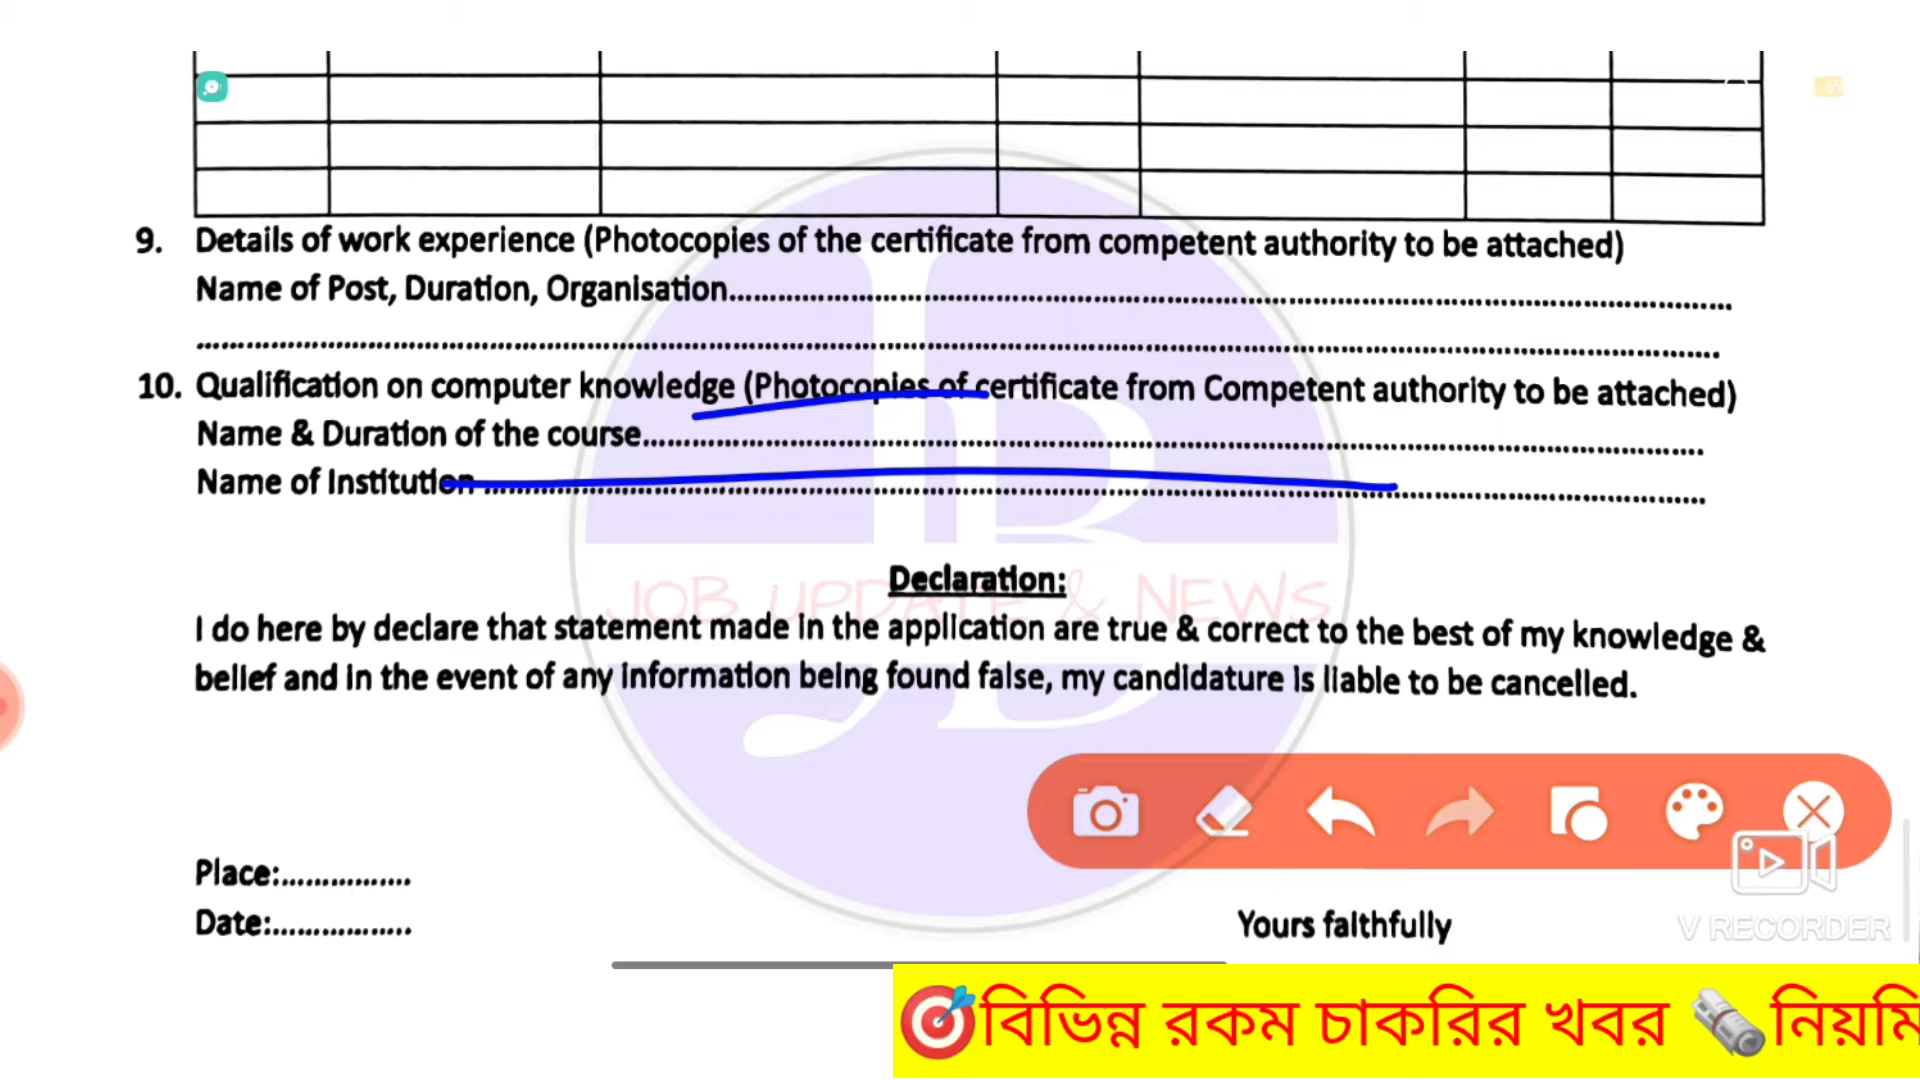 9. Details of work experience (Photocopies of the certificate from competent authority to be attached)
Name of Post, Duration, Organisation................................................
................................................
10. Qualification on computer knowledge (Photocopies of certificate from Competent authority to be attached)
Name & Duration of the course................................................
Name of Institution ................................................
JOB UPDATE & NEWS
Declaration:
I do here by declare that statement made in the application are true & correct to the best of my knowledge &
belief and in the event of any information being found false, my candidature is liable to be cancelled.
Place:................
Date:.................
Yours faithfully
V RECORDER
বিভিন্ন রকম চাকরির খবর নিয়মি